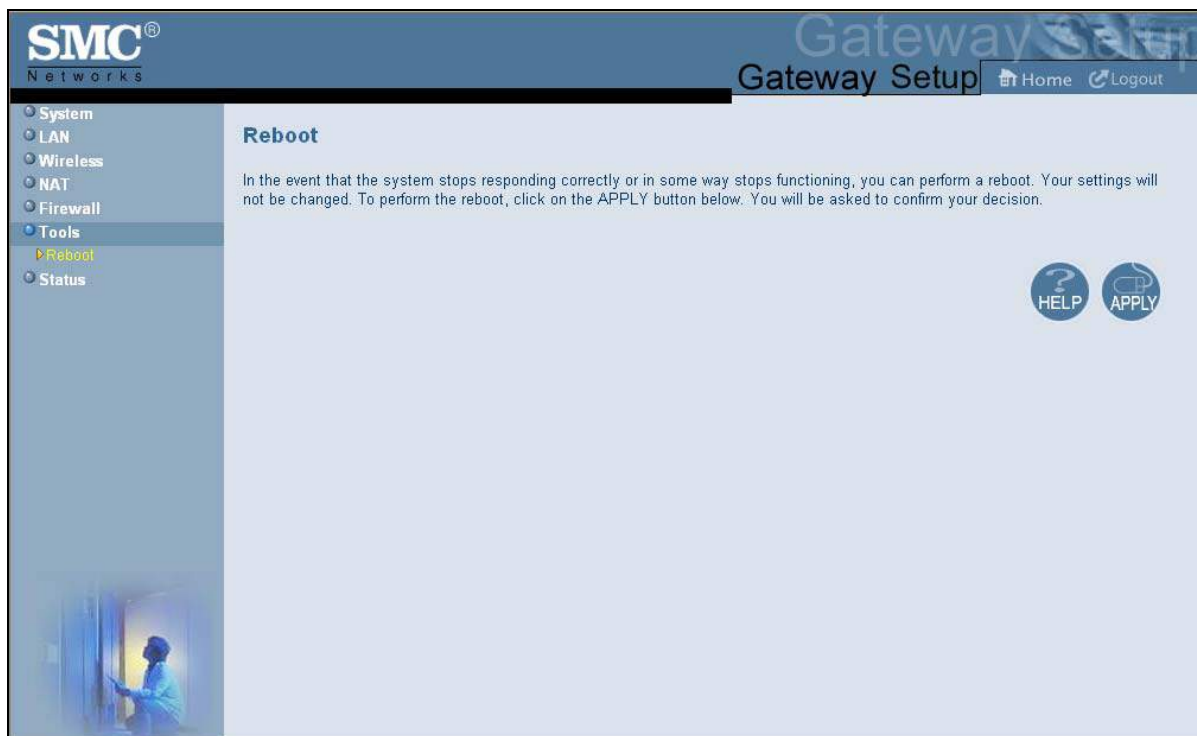 SMC®
Networks
Gateway Setup
Gateway Setup
Home
Logout
System
LAN
Wireless
NAT
Firewall
Tools
Reboot
Status
Reboot
In the event that the system stops responding correctly or in some way stops functioning, you can perform a reboot. Your settings will
not be changed. To perform the reboot, click on the APPLY button below. You will be asked to confirm your decision.
HELP
APPLY